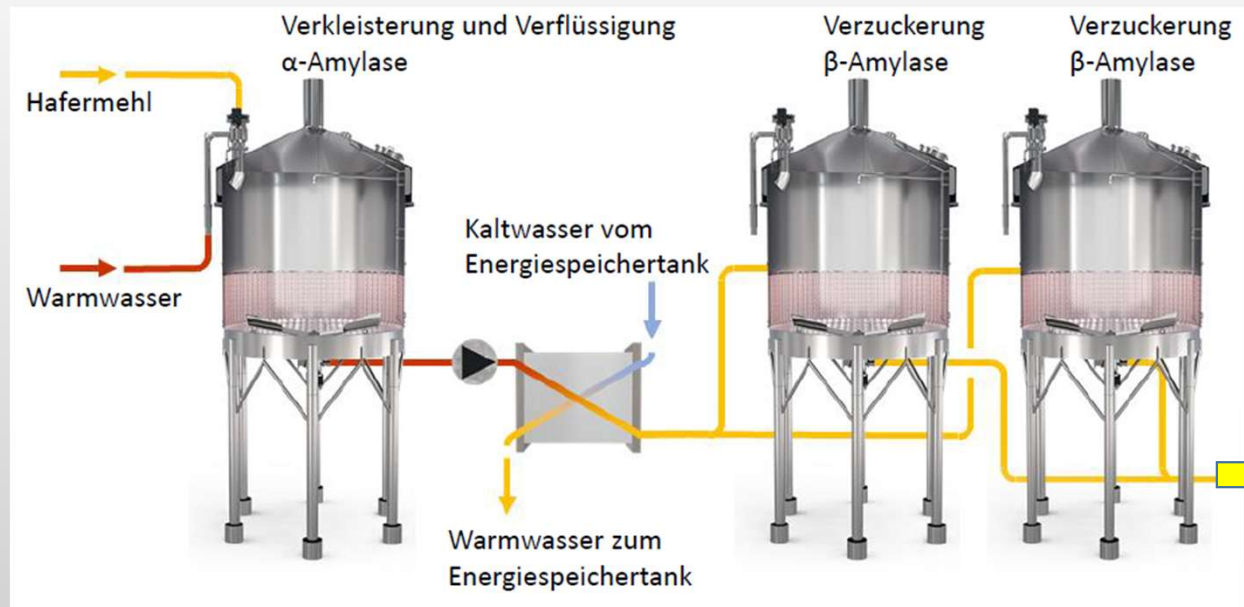 Verkleisterung und Verflüssigung
α-Amylase
Verzuckerung
β-Amylase
Verzuckerung
β-Amylase
Hafermehl
Warmwasser
Kaltwasser vom
Energiespeichertank
Warmwasser zum
Energiespeichertank